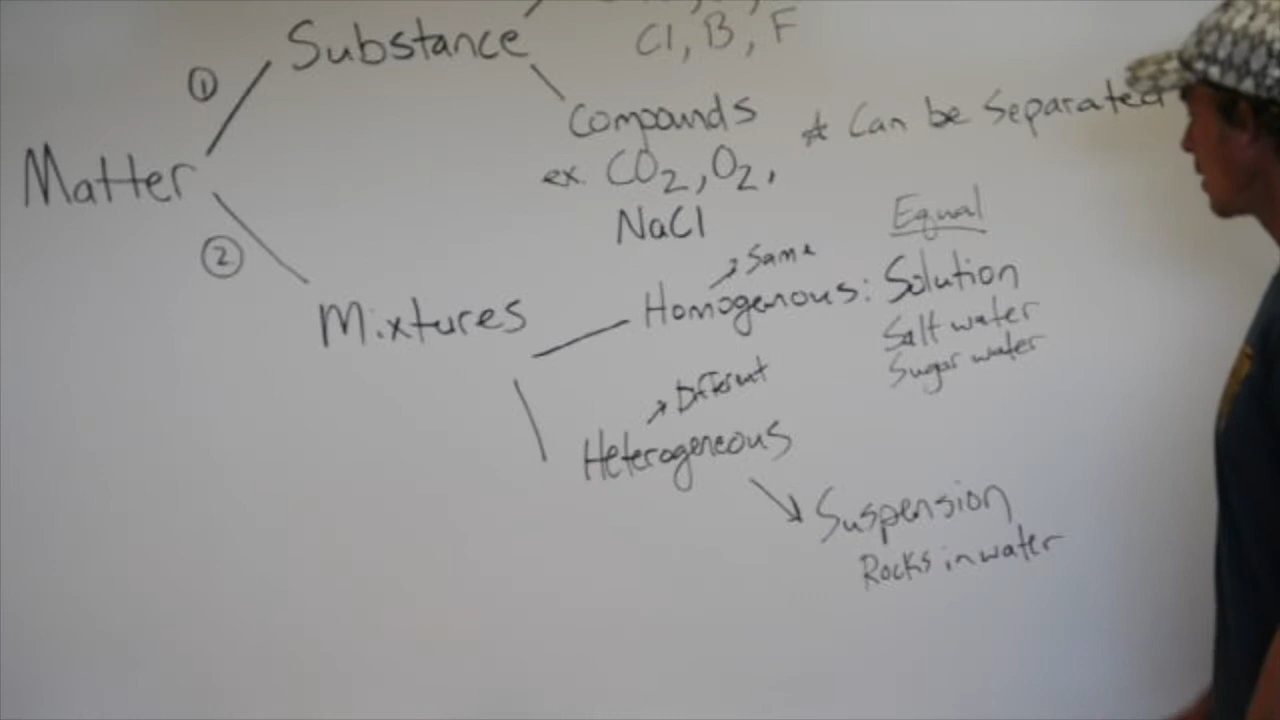 Substance
Cl, B, F
①
Compounds
* Can be Separated
Matter
ex. CO2, O2,
NaCl
Equal
②
Same
Homogenous: Solution
Mixtures
Salt water
Sugar water
Heterogeneous
Suspension
Rocks in water